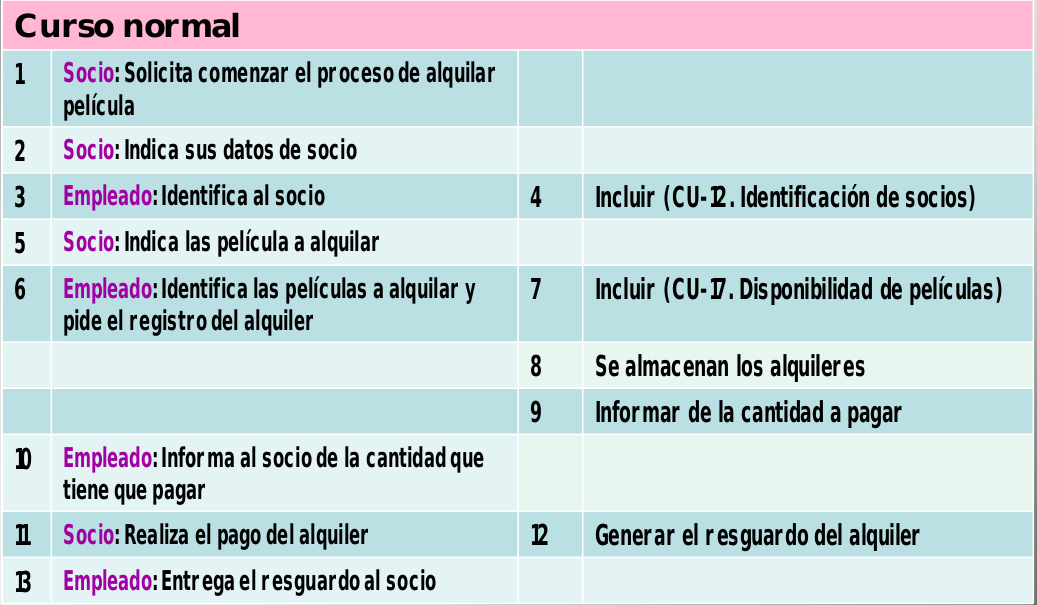 Curso normal
1 Socio: Solicita comenzar el proceso de alquilar
película
2 Socio: Indica sus datos de socio
3 Empleado: Identifica al socio 4 Incluir (CU-12. Identificación de socios)
5 Socio: Indica las película a alquilar
6 Empleado: Identifica las películas a alquilar y 7 Incluir (CU-17. Disponibilidad de películas)
pide el registro del alquiler
8 Se almacenan los alquileres
9 Informar de la cantidad a pagar
10 Empleado: Informa al socio de la cantidad que
tiene que pagar
11 Socio: Realiza el pago del alquiler 12 Generar el resguardo del alquiler
13 Empleado: Entrega el resguardo al socio